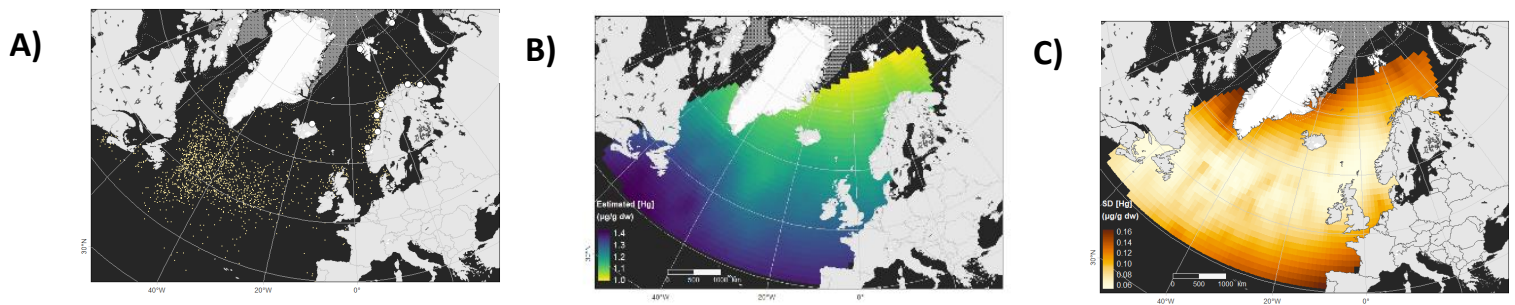 A)
30°N
40°W
20°W
0°
B)
Estimated [Hg]
(µg/g dw)
1.4
1.3
1.2
1.1
1.0
0
500
1000 Km
30°N
40°W
20°W
0°
C)
SD [Hg]
(µg/g dw)
0.16
0.14
0.12
0.10
0.08
0.06
0
500
1000 Km
30°N
40°W
20°W
0°